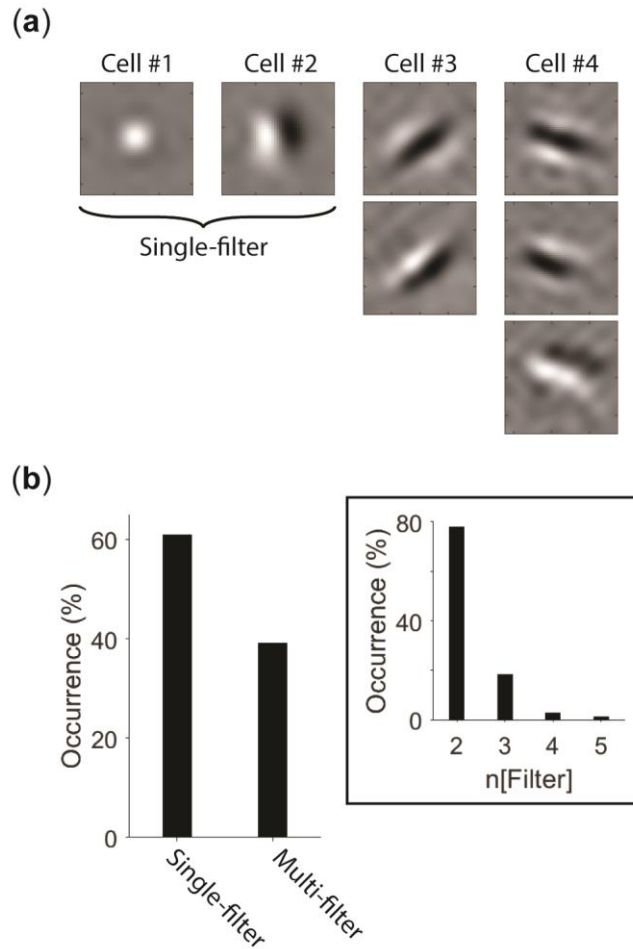 (a)
Cell #1 Cell #2 Cell #3 Cell #4
Single-filter
(b)
Occurrence (%)
60
40
20
0
Single-filter
Multi-filter
Occurrence (%)
80
40
0
2 3 4 5
n[Filter]